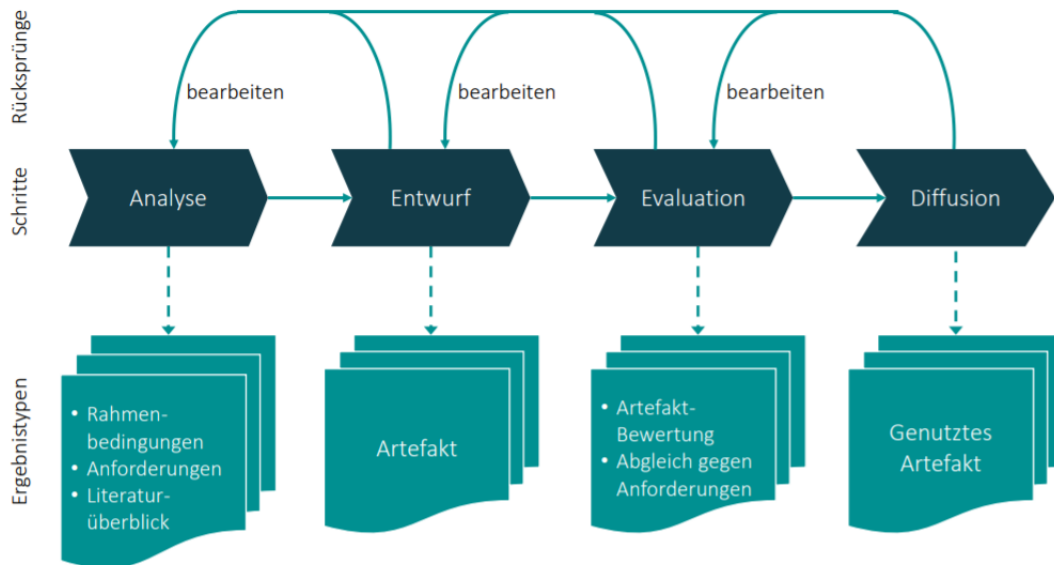 Rücksprünge
bearbeiten
bearbeiten
bearbeiten
Schritte
Analyse
Entwurf
Evaluation
Diffusion
Ergebnistypen
• Rahmen-
bedingungen
• Anforderungen
• Literatur-
überblick
Artefakt
• Artefakt-
Bewertung
• Abgleich gegen
Anforderungen
Genutztes
Artefakt